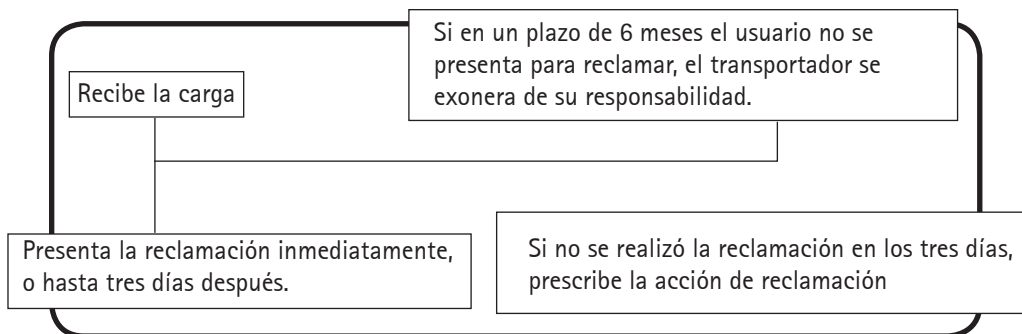 Si en un plazo de 6 meses el usuario no se
presenta para reclamar, el transportador se
exonera de su responsabilidad.
Recibe la carga
Presenta la reclamación inmediatamente,
o hasta tres días después.
Si no se realizó la reclamación en los tres días,
prescribe la acción de reclamación